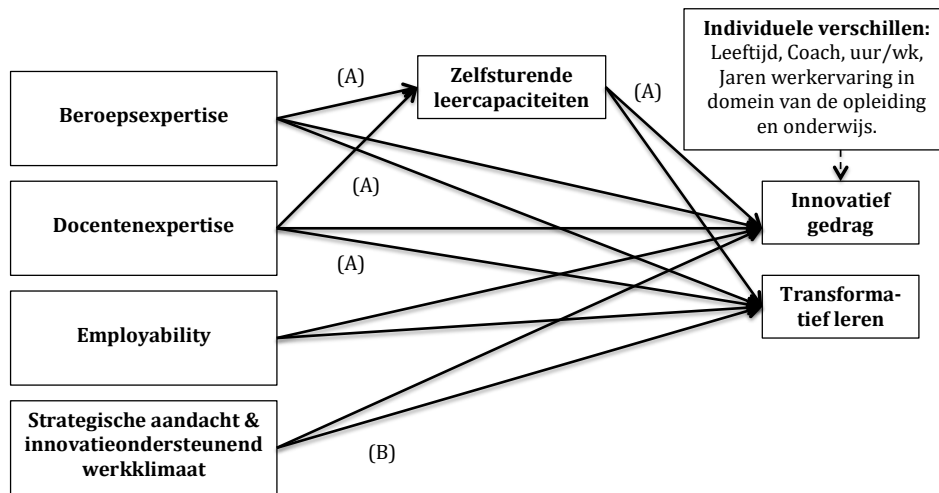 Individuele verschillen:
Leeftijd, Coach, uur/wk,
Jaren werkervaring in
domein van de opleiding
en onderwijs.
(A)
Zelfsturende
leercapaciteiten
(A)
Beroepsexpertise
(A)
Docentenexpertise
Innovatief
gedrag
(A)
Employability
Transforma-
tief leren
Strategische aandacht &
innovatieondersteunend
werkklimaat
(B)